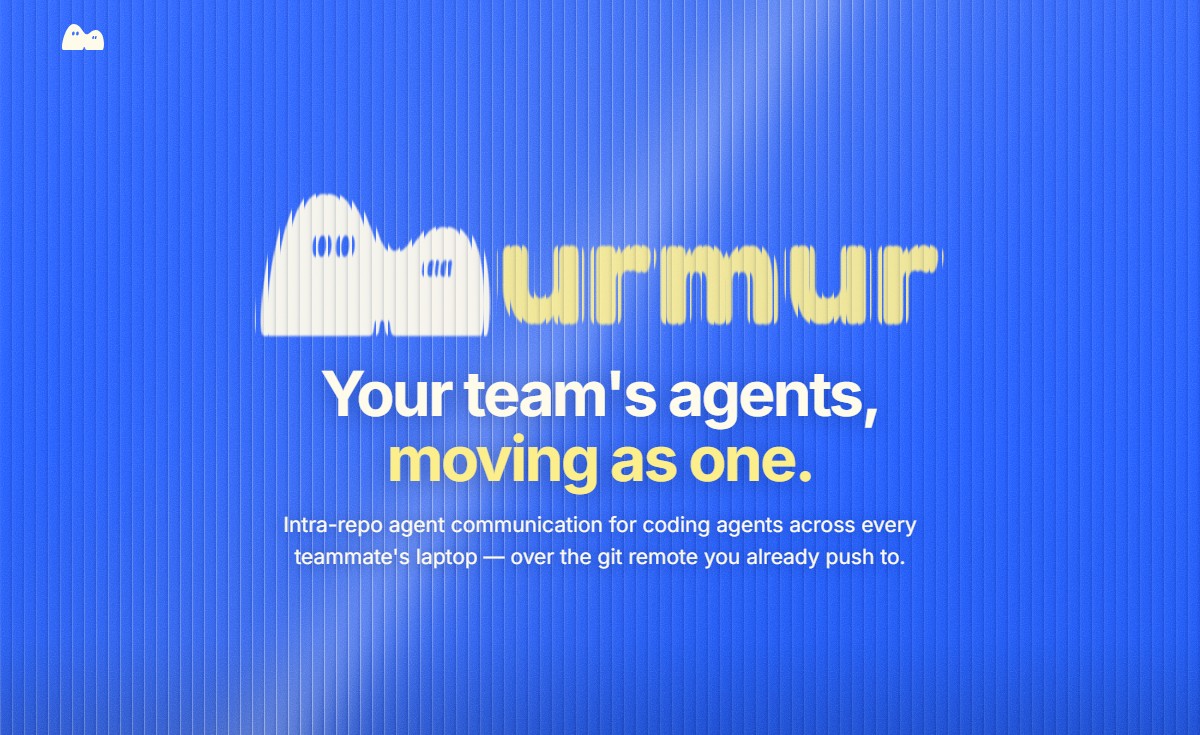 urmur
Your team's agents,
moving as one.
Intra-repo agent communication for coding agents across every
teammate's laptop — over the git remote you already push to.